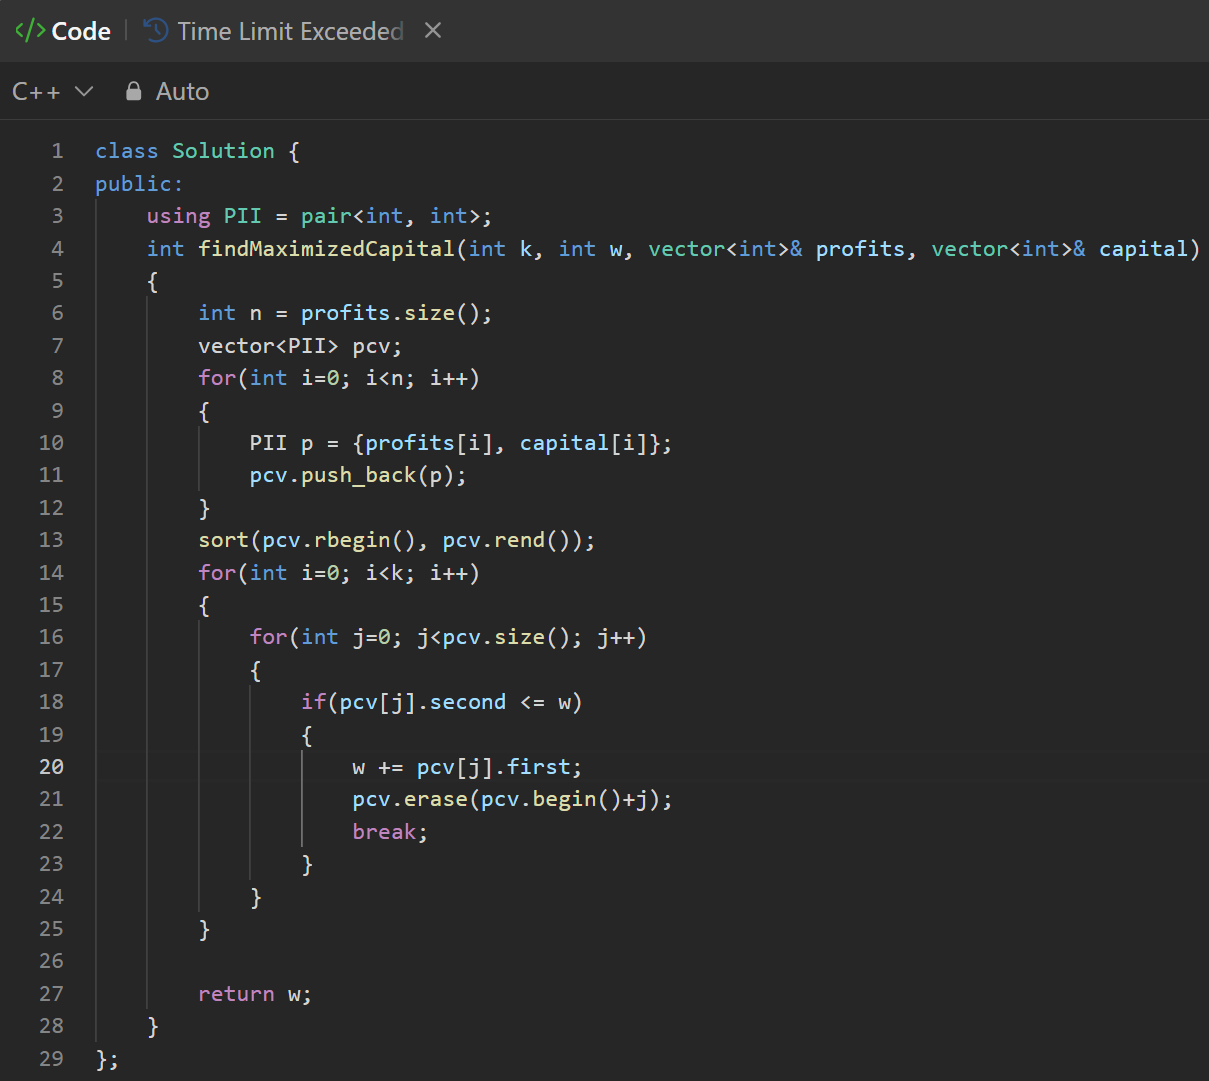 </> Code | Time Limit Exceeded ×
C++ Auto
1 class Solution {
2 public:
3     using PII = pair<int, int>;
4     int findMaximizedCapital(int k, int w, vector<int>& profits, vector<int>& capital)
5     {
6         int n = profits.size();
7         vector<PII> pcv;
8         for(int i=0; i<n; i++)
9         {
10             PII p = {profits[i], capital[i]};
11             pcv.push_back(p);
12         }
13         sort(pcv.rbegin(), pcv.rend());
14         for(int i=0; i<k; i++)
15         {
16             for(int j=0; j<pcv.size(); j++)
17             {
18                 if(pcv[j].second <= w)
19                 {
20                     w += pcv[j].first;
21                     pcv.erase(pcv.begin()+j);
22                     break;
23                 }
24             }
25         }
26
27         return w;
28     }
29 };